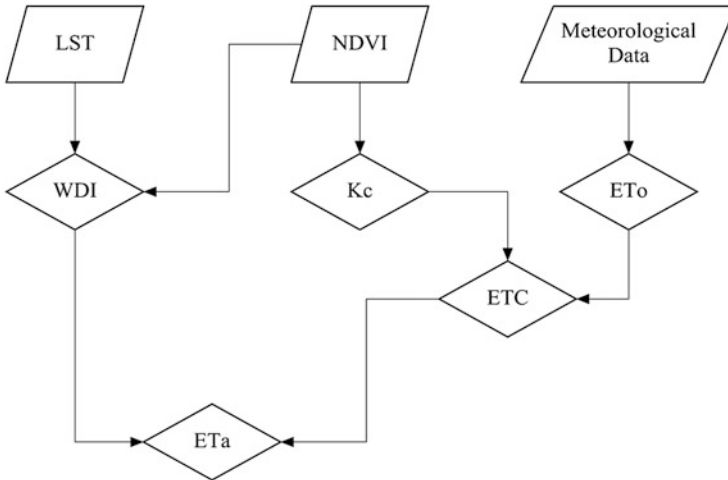 LST
NDVI
Meteorological
Data
WDI
Kc
ETo
ETC
ETa